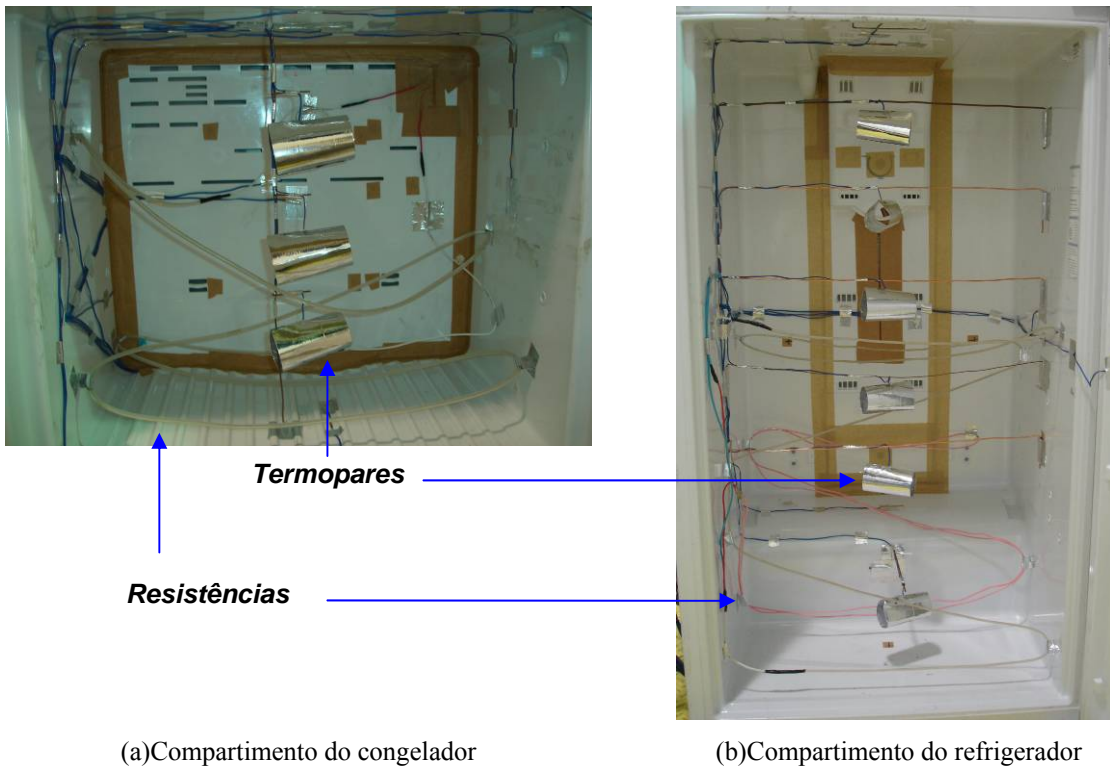 Termopares
Resistências
(a)Compartimento do congelador
(b)Compartimento do refrigerador